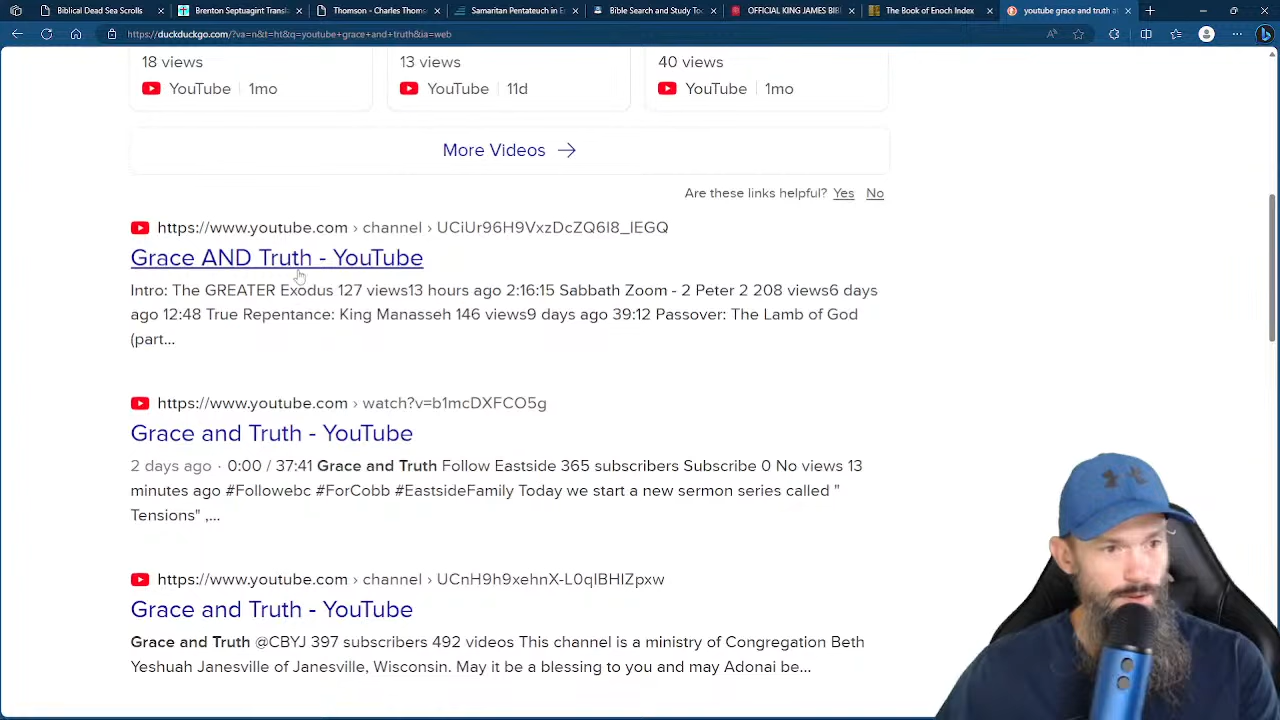 Biblical Dead Sea Scrolls
Brenton Septuagint Transl
Thomson - Charles Thoms
Samaritan Pentateuch in E
Bible Search and Study To
OFFICIAL KING JAMES BIBL
The Book of Enoch Index
youtube grace and truth at
https://duckduckgo.com/?va=n&t=ht&q=youtube+grace+and+truth&ia=web
18 views
13 views
40 views
YouTube 1mo
YouTube 11d
YouTube 1mo
More Videos →
Are these links helpful? Yes No
https://www.youtube.com › channel › UCiUr96H9VxzDcZQ6I8_IEGQ
Grace AND Truth - YouTube
Intro: The GREATER Exodus 127 views13 hours ago 2:16:15 Sabbath Zoom - 2 Peter 2 208 views6 days
ago 12:48 True Repentance: King Manasseh 146 views9 days ago 39:12 Passover: The Lamb of God
(part...
https://www.youtube.com › watch?v=b1mcDXFCO5g
Grace and Truth - YouTube
2 days ago · 0:00 / 37:41 Grace and Truth Follow Eastside 365 subscribers Subscribe 0 No views 13
minutes ago #Followebc #ForCobb #EastsideFamily Today we start a new sermon series called "
Tensions" ,...
https://www.youtube.com › channel › UCnH9h9xehnX-L0qIBHIZpxw
Grace and Truth - YouTube
Grace and Truth @CBYJ 397 subscribers 492 videos This channel is a ministry of Congregation Beth
Yeshuah Janesville of Janesville, Wisconsin. May it be a blessing to you and may Adonai be...